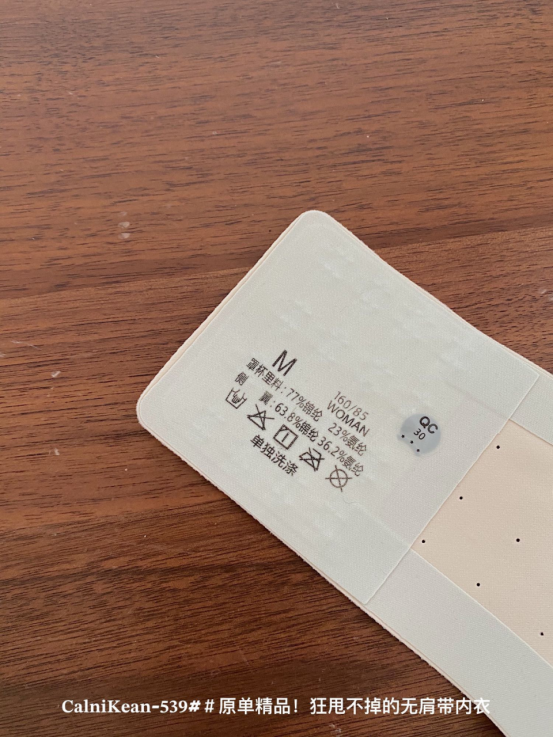 M
160/85
WOMAN
罩杯里料:77%锦纶 23%氨纶
侧 翼:63.8%锦纶 36.2%氨纶
单独洗涤
QC
30
CalniKean-539##原单精品!狂甩不掉的无肩带内衣